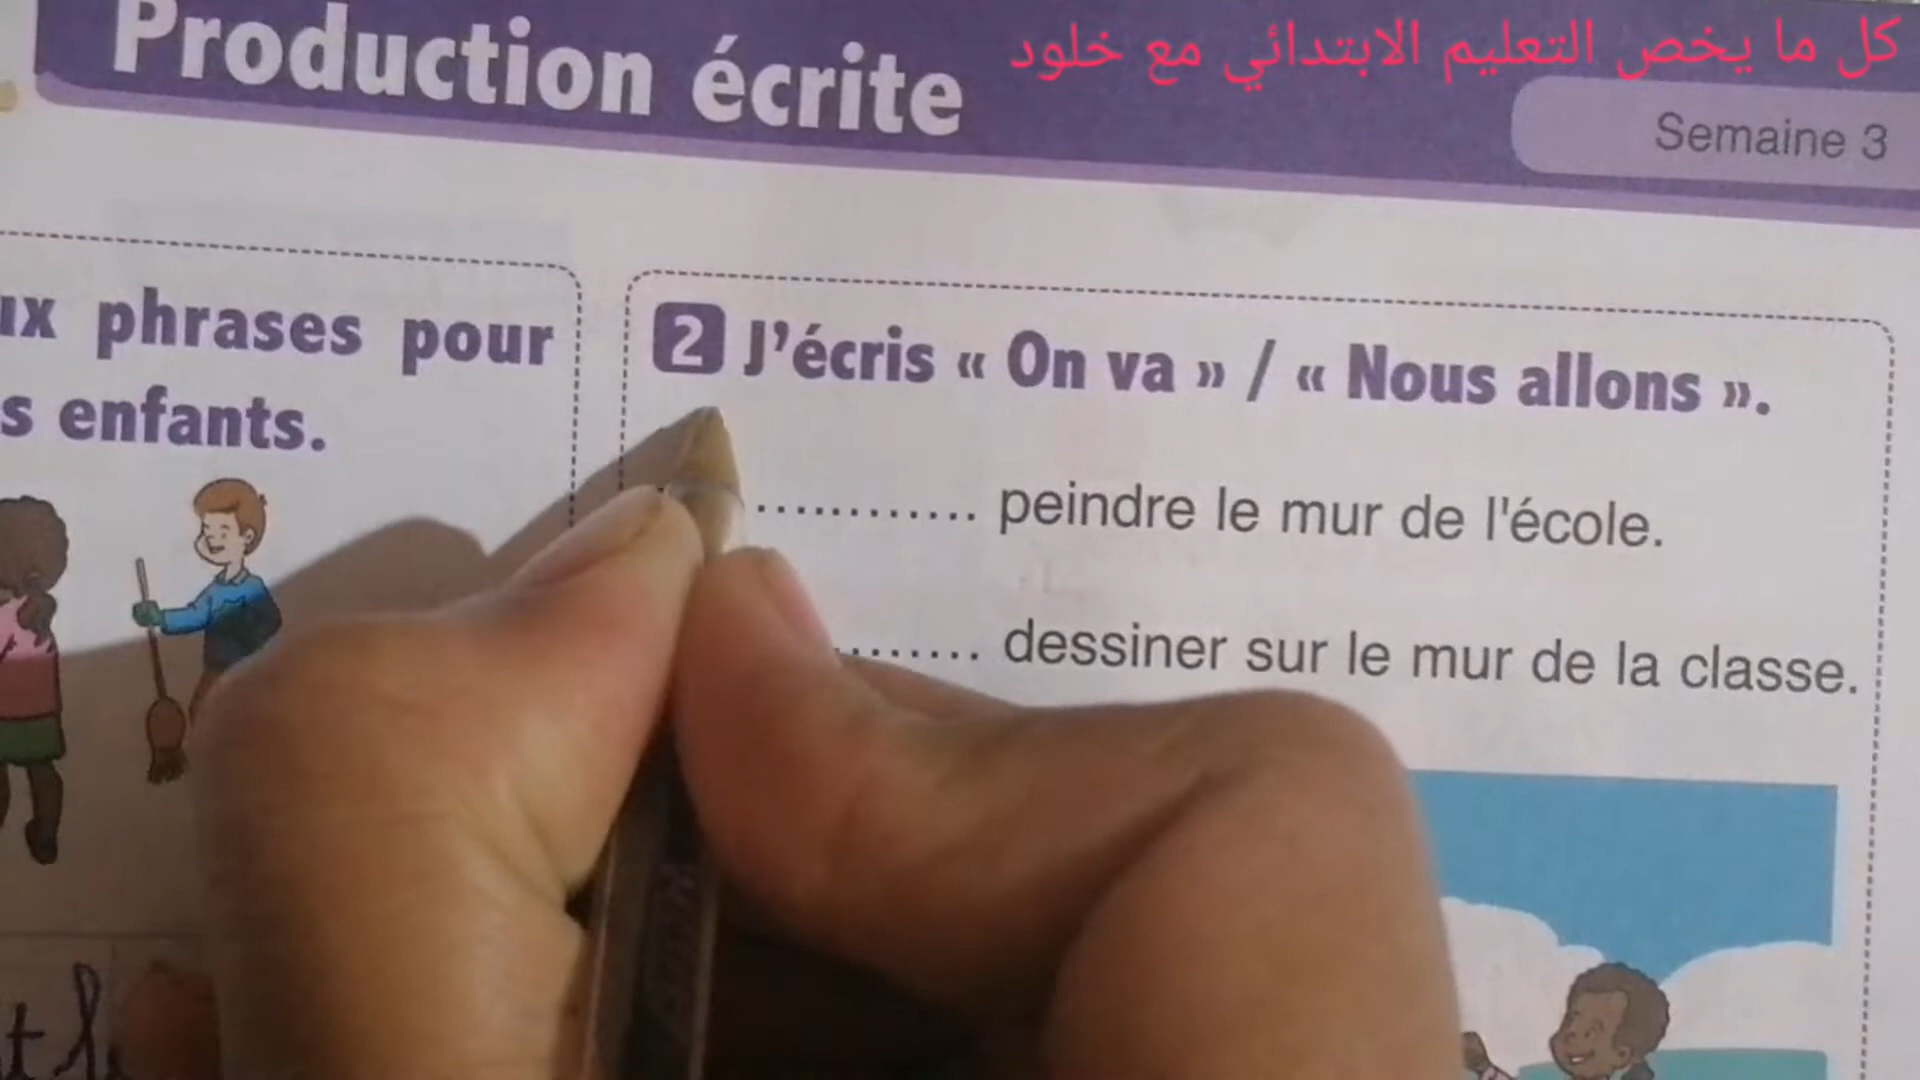 Production écrite
كل ما يخص التعليم الابتدائي مع خلود
Semaine 3
phrases pour
enfants.
2 J'écris « On va » / « Nous allons ».
............ peindre le mur de l'école.
........ dessiner sur le mur de la classe.